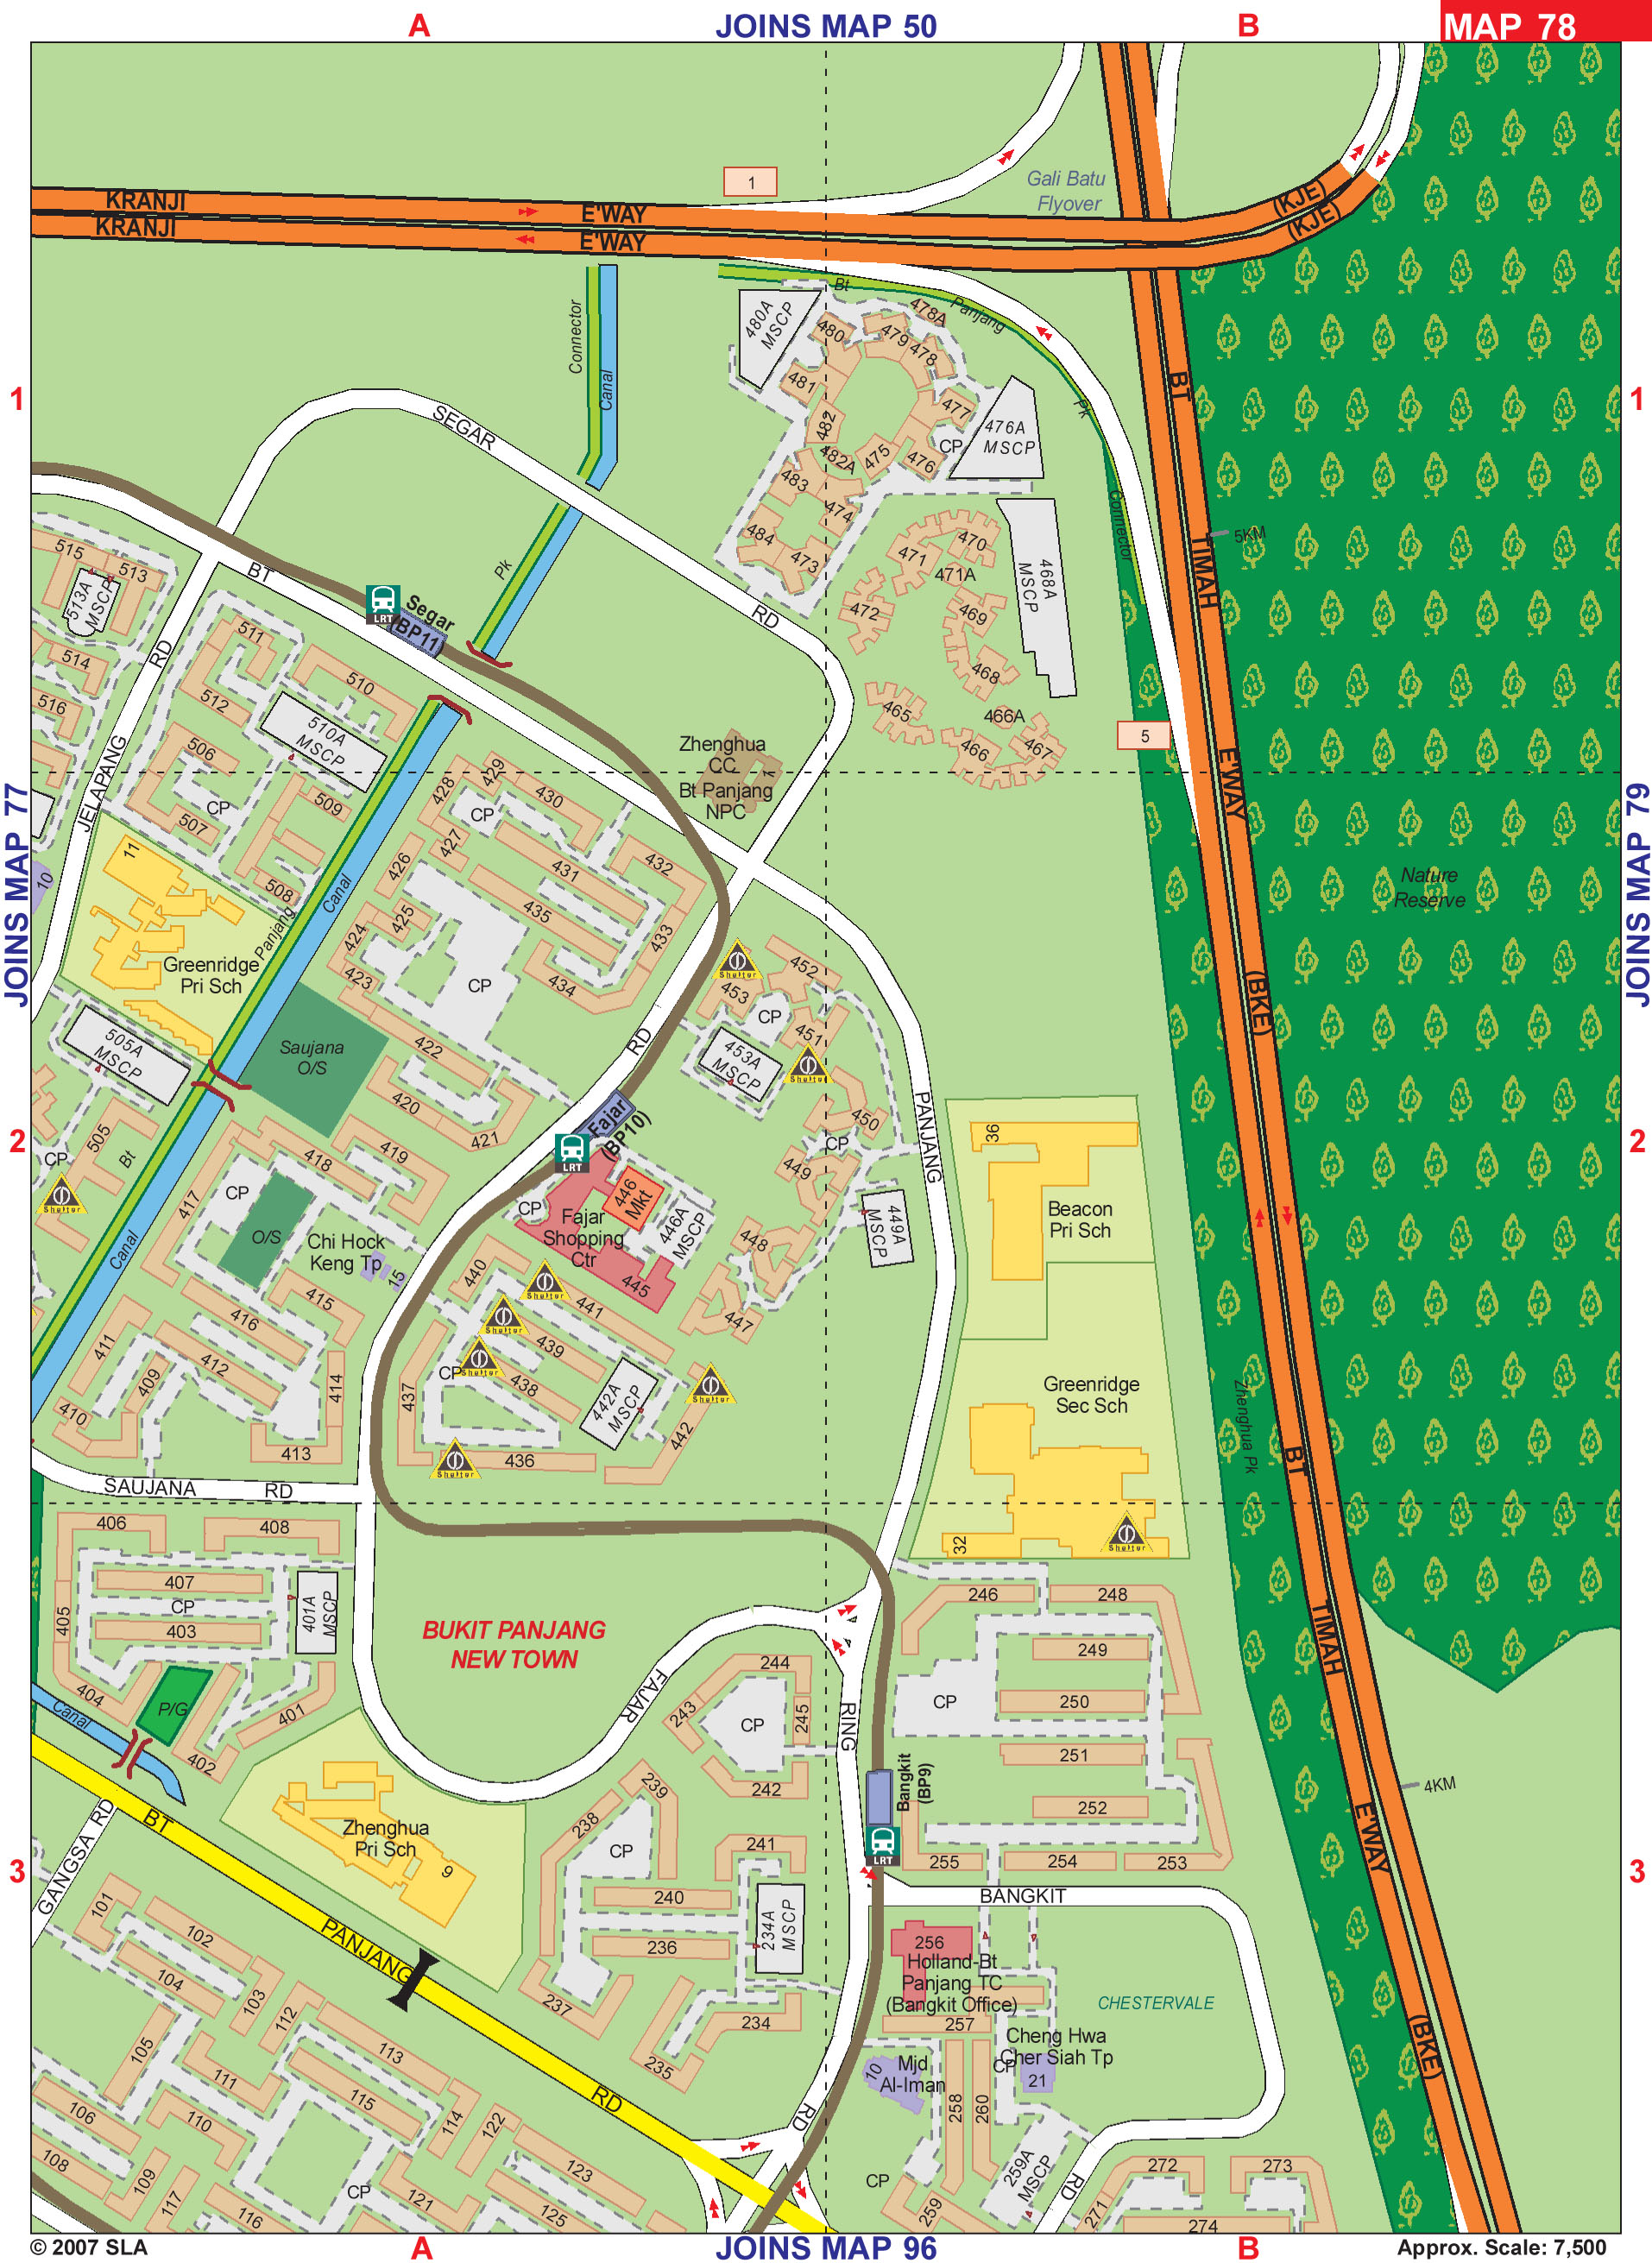 A
JOINS MAP 50
B
MAP 78
1
Gali Batu
Flyover
KRANJI
E'WAY
(KJE)
KRANJI
E'WAY
(KJE)
Connector
Canal
480A
MSCP
Bt
Panjang
480
479
478A
478
481
482
477
476A
MSCP
CP
Pk
BT
1
1
SEGAR
482A
475
476
483
474
484
473
471
470
471A
472
469
468A
MSCP
468
Connector
5KM
TIMAH
515
513
513A
MSCP
BT
Segar
(BP11)
LRT
Pk
RD
RD
514
516
511
512
510
510A
MSCP
465
466A
466
467
5
506
Zhenghua
CC
Bt Panjang
NPC
1
E'WAY
JELAPANG
CP
509
507
428
429
430
CP
427
431
432
JOINS MAP 77
JOINS MAP 79
11
10
508
Canal
426
435
425
424
433
423
434
CP
Nature
Reserve
Greenridge
Pri Sch
Panjang
Shelter
452
453
CP
451
453A
MSCP
Shelter
(BKE)
505A
MSCP
Saujana
O/S
422
RD
420
421
Fajar
(BP10)
LRT
450
CP
449
PANJANG
36
Beacon
Pri Sch
2
2
505
CP
Shelter
Bt
Canal
418
419
417
CP
O/S
Chi Hock
Keng Tp
15
CP
446
Mkt
446A
MSCP
Fajar
Shopping
Ctr
445
448
447
449A
MSCP
440
Shelter
441
Shelter
439
CP
Shelter
438
442A
MSCP
Shelter
442
437
Shelter
436
415
416
411
412
409
414
410
413
Greenridge
Sec Sch
32
Shelter
Zhenghua Pk
BT
SAUJANA
RD
406
408
407
CP
403
405
401A
MSCP
404
P/G
401
402
Canal
BUKIT PANJANG
NEW TOWN
FAJAR
RING
246
248
249
250
CP
251
252
244
243
CP
245
242
TIMAH
4KM
Bangkit
(BP9)
LRT
BT
GANGSA RD
Zhenghua
Pri Sch
9
239
238
CP
241
240
236
234A
MSCP
237
234
235
255
254
253
BANGKIT
E'WAY
3
3
101
102
104
103
112
PANJANG
105
113
111
115
106
110
114
122
108
109
117
116
CP
121
123
125
RD
RD
256
Holland-Bt
Panjang TC
(Bangkit Office)
257
CHESTERVALE
Cheng Hwa
Cher Siah Tp
CP
21
Mjd
Al-Iman
10
258
260
259A
MSCP
CP
259
RD
271
272
273
274
(BKE)
© 2007 SLA
A
JOINS MAP 96
B
Approx. Scale: 7,500